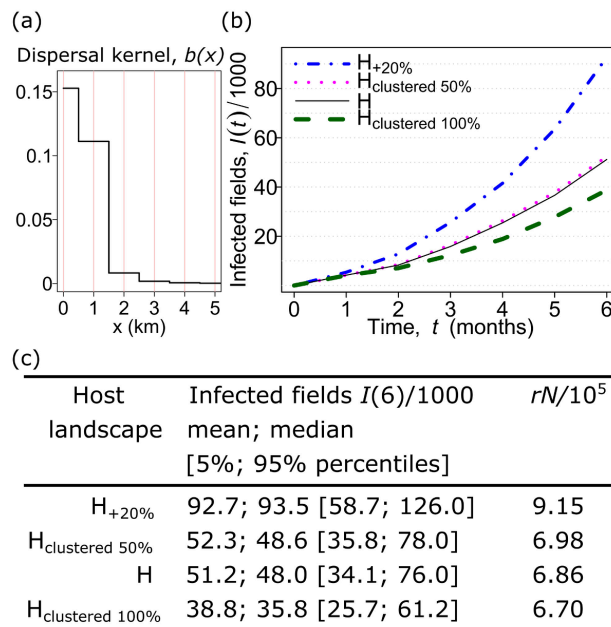 (a)
Dispersal kernel, b(x)
0.15
0.1
0.05
0
0 1 2 3 4 5
x (km)
(b)
Infected fields, I(t)/1000
80
60
40
20
H+20%
Hclustered 50%
H
Hclustered 100%
0 1 2 3 4 5 6
Time, t (months)
(c)
Host Infected fields I(6)/1000 rN/10⁵
landscape mean; median
[5%; 95% percentiles]
H+20% 92.7; 93.5 [58.7; 126.0] 9.15
Hclustered 50% 52.3; 48.6 [35.8; 78.0] 6.98
H 51.2; 48.0 [34.1; 76.0] 6.86
Hclustered 100% 38.8; 35.8 [25.7; 61.2] 6.70